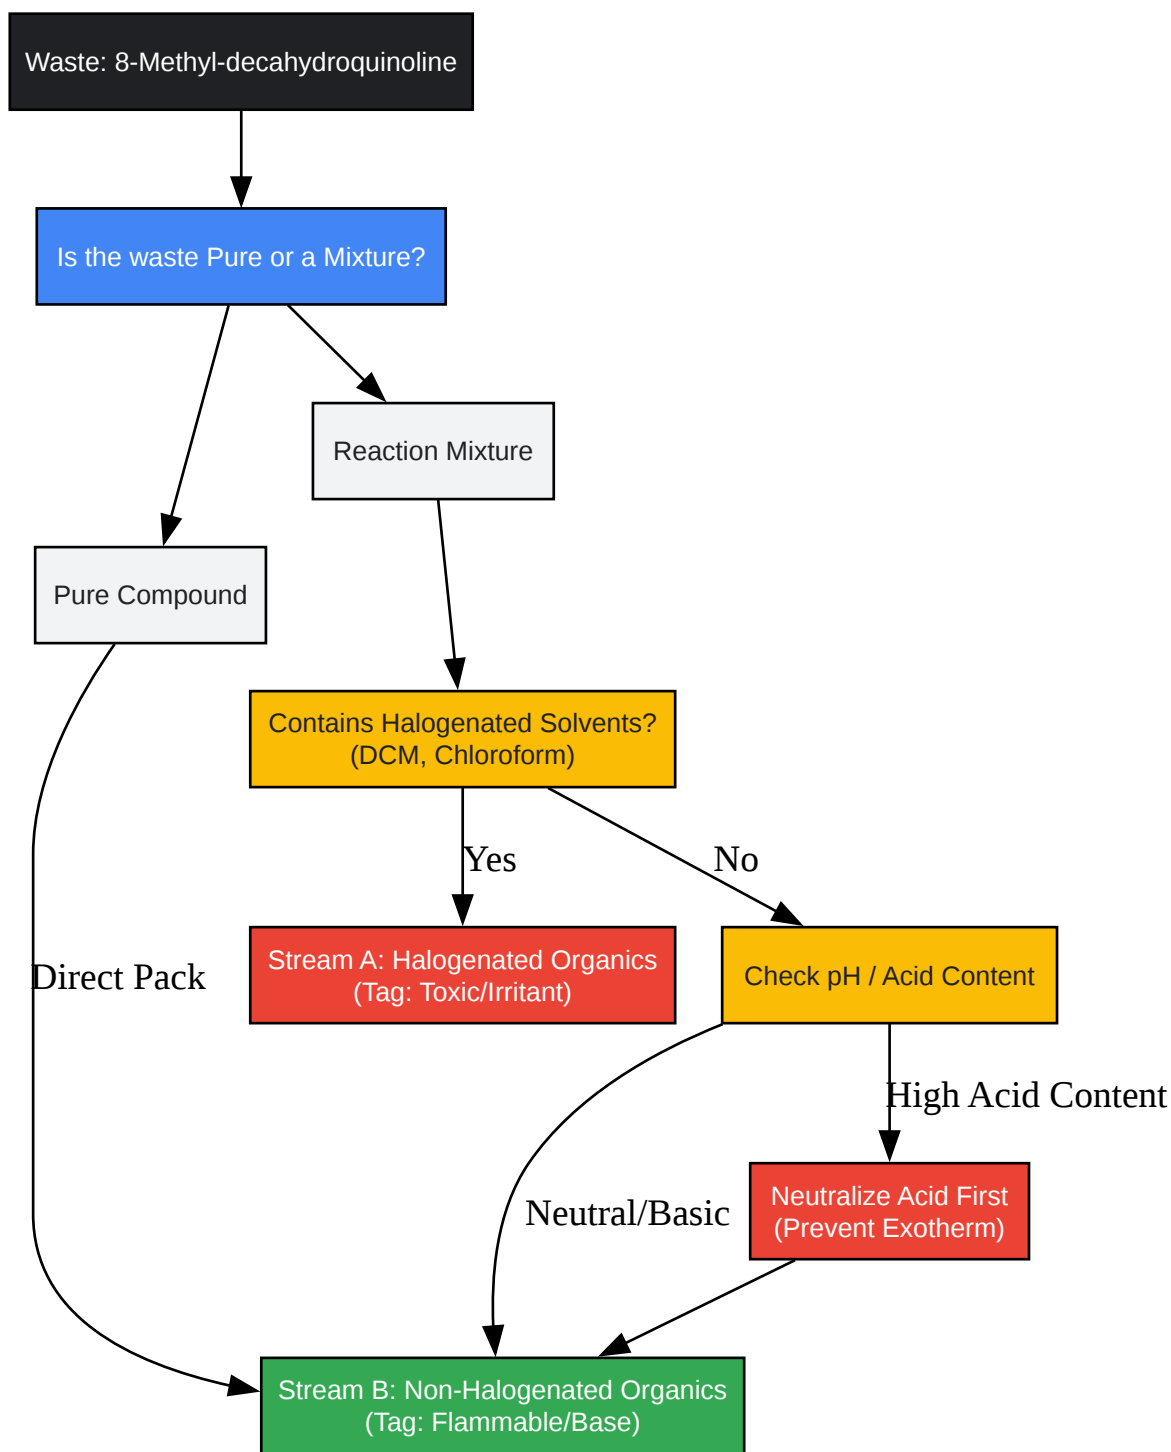 Waste: 8-Methyl-decahydroquinoline
Is the waste Pure or a Mixture?
Reaction Mixture
Pure Compound
Contains Halogenated Solvents?
(DCM, Chloroform)
Yes
No
Direct Pack
Stream A: Halogenated Organics
(Tag: Toxic/Irritant)
Check pH / Acid Content
High Acid Content
Neutral/Basic
Neutralize Acid First
(Prevent Exotherm)
Stream B: Non-Halogenated Organics
(Tag: Flammable/Base)